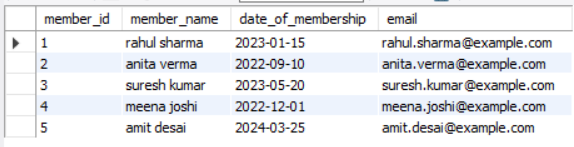 member_id member_name date_of_membership email
1 rahul sharma 2023-01-15 rahul.sharma@example.com
2 anita verma 2022-09-10 anita.verma@example.com
3 suresh kumar 2023-05-20 suresh.kumar@example.com
4 meena joshi 2022-12-01 meena.joshi@example.com
5 amit desai 2024-03-25 amit.desai@example.com